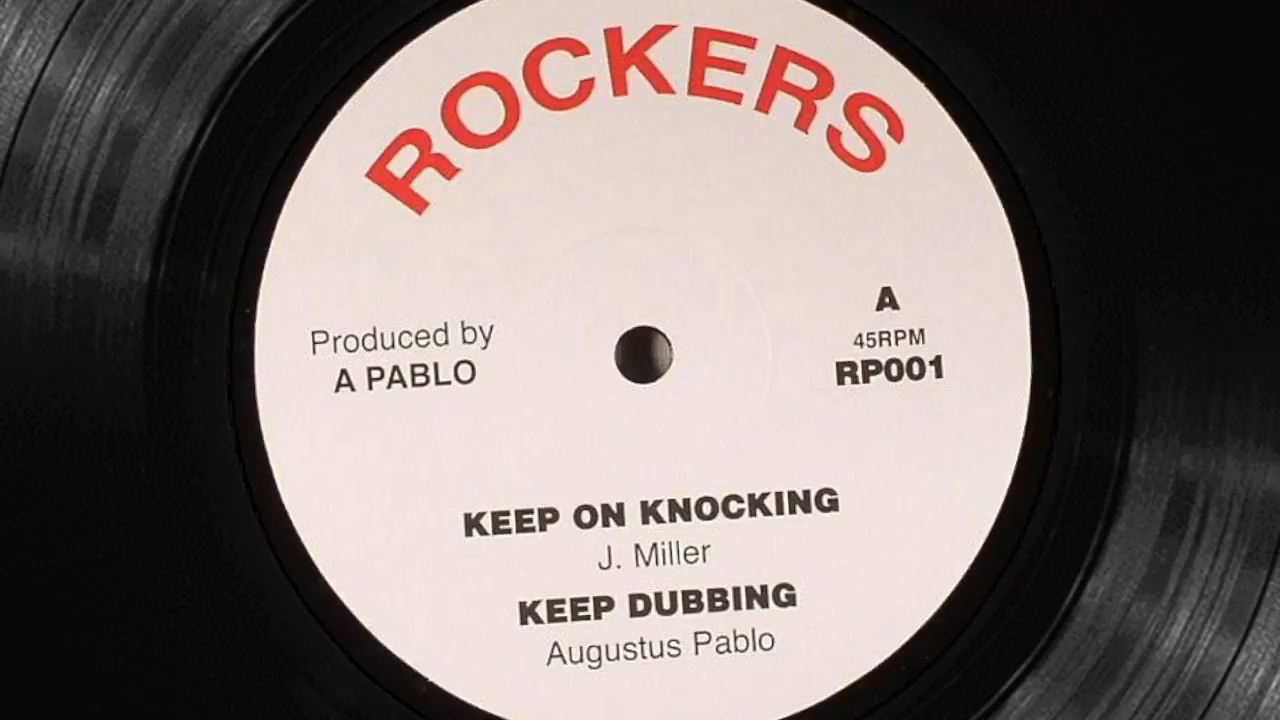 ROCKERS
Produced by
A PABLO
A
45RPM
RP001
KEEP ON KNOCKING
J. Miller
KEEP DUBBING
Augustus Pablo